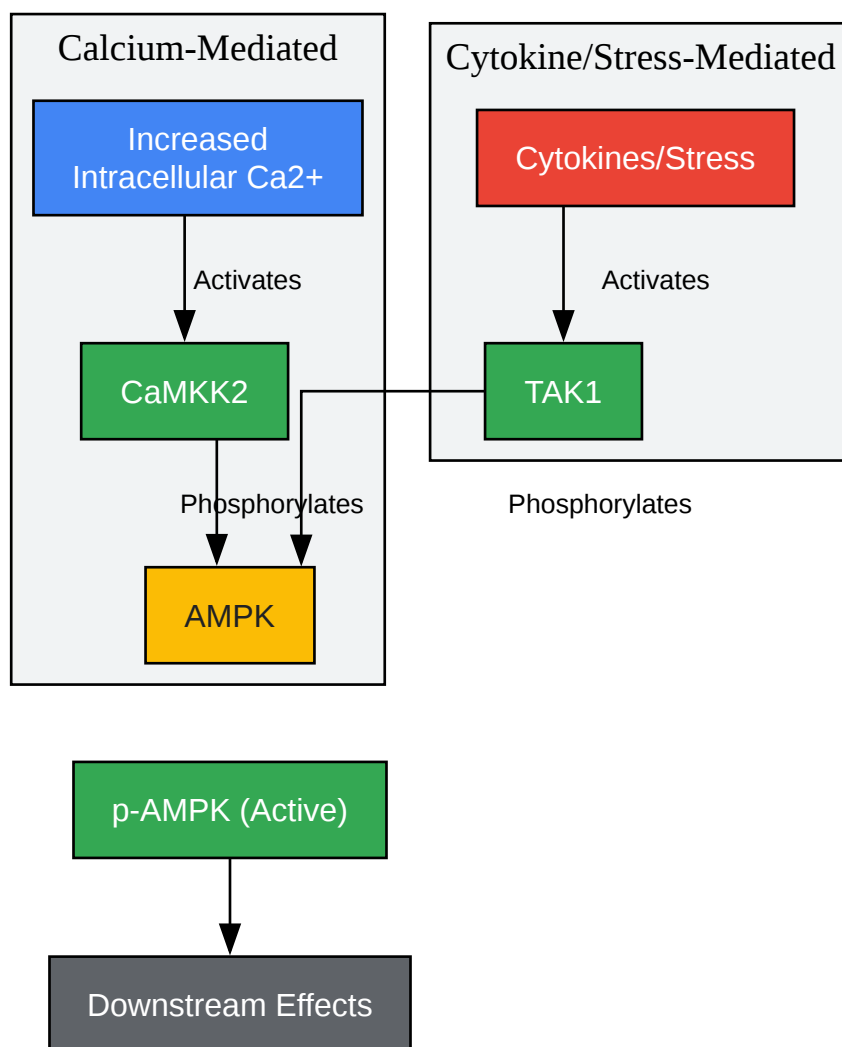 Calcium-Mediated
Cytokine/Stress-Mediated
Increased
Intracellular Ca2+
Cytokines/Stress
Activates
Activates
CaMKK2
TAK1
Phosphorylates
Phosphorylates
AMPK
p-AMPK (Active)
Downstream Effects